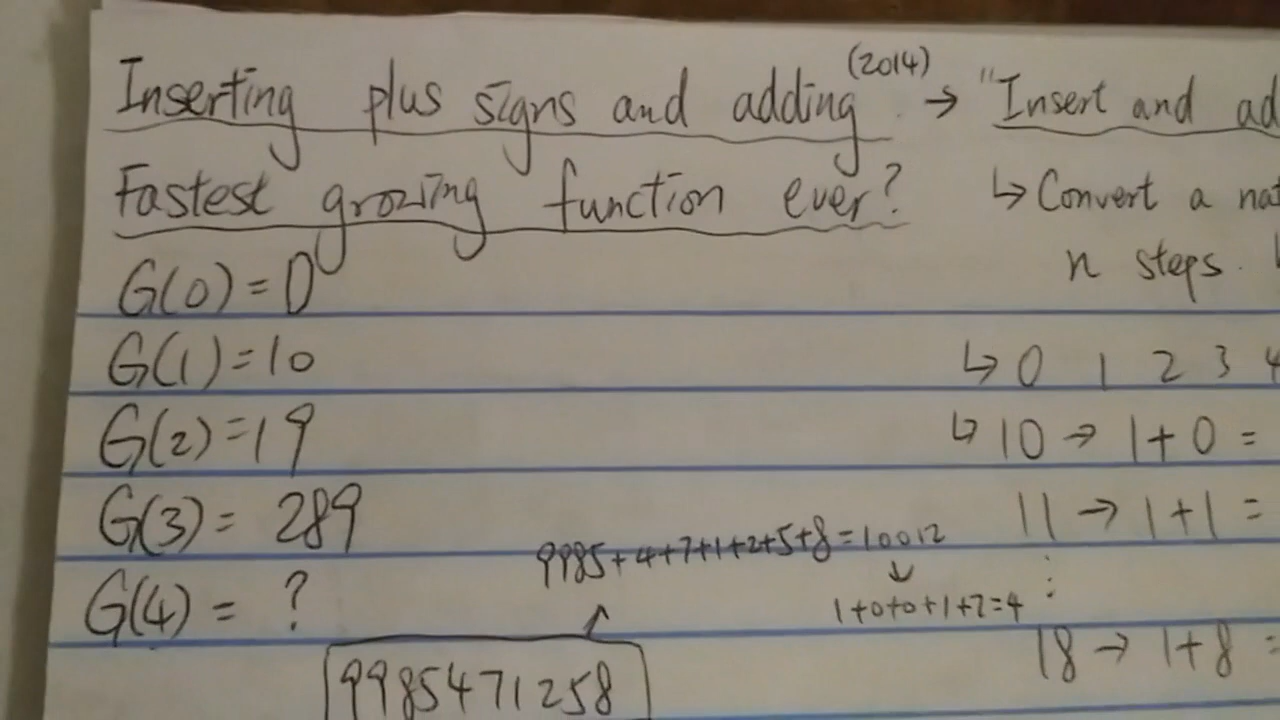 Inserting plus signs and adding (2014) → "Insert and ad
Fastest growing function ever? ↳ Convert a nat
n steps.
G(0) = 0
G(1) = 10 ↳ 0 1 2 3 4
G(2) = 19 ↳ 10 → 1 + 0 =
G(3) = 289 11 → 1 + 1 =
9985+4+7+1+2+5+8=10012
↓
G(4) = ? 1+0+0+1+2=4
18 → 1+8 =
9985471258